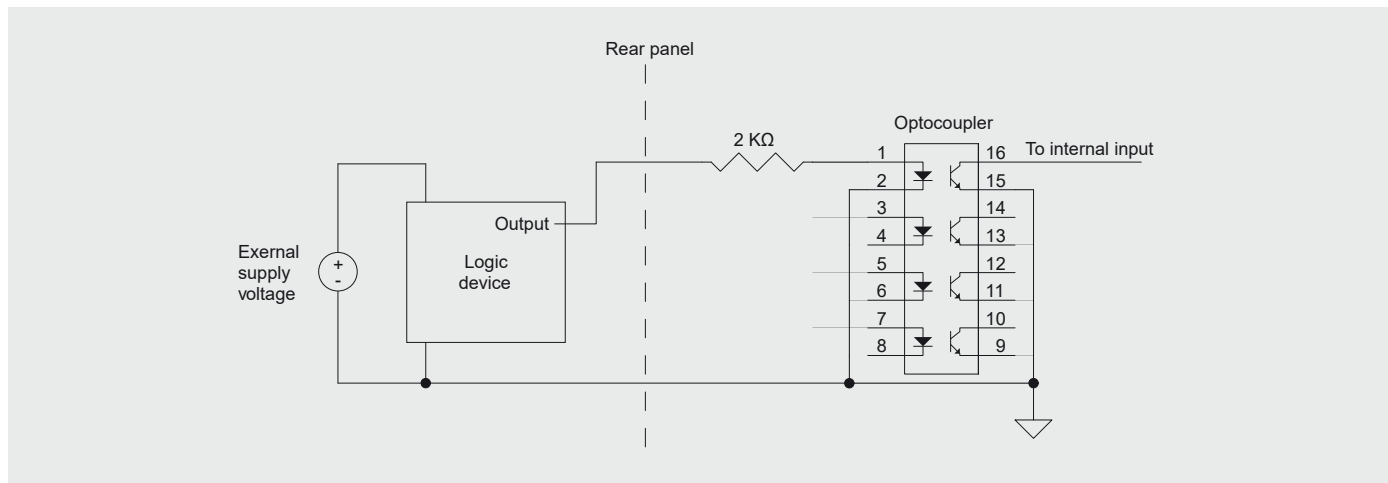 Rear panel
Optocoupler
2 KΩ
1
16
To internal input
2
15
3
14
Output
4
13
Exernal
supply
voltage
+
-
Logic
device
5
12
6
11
7
10
8
9